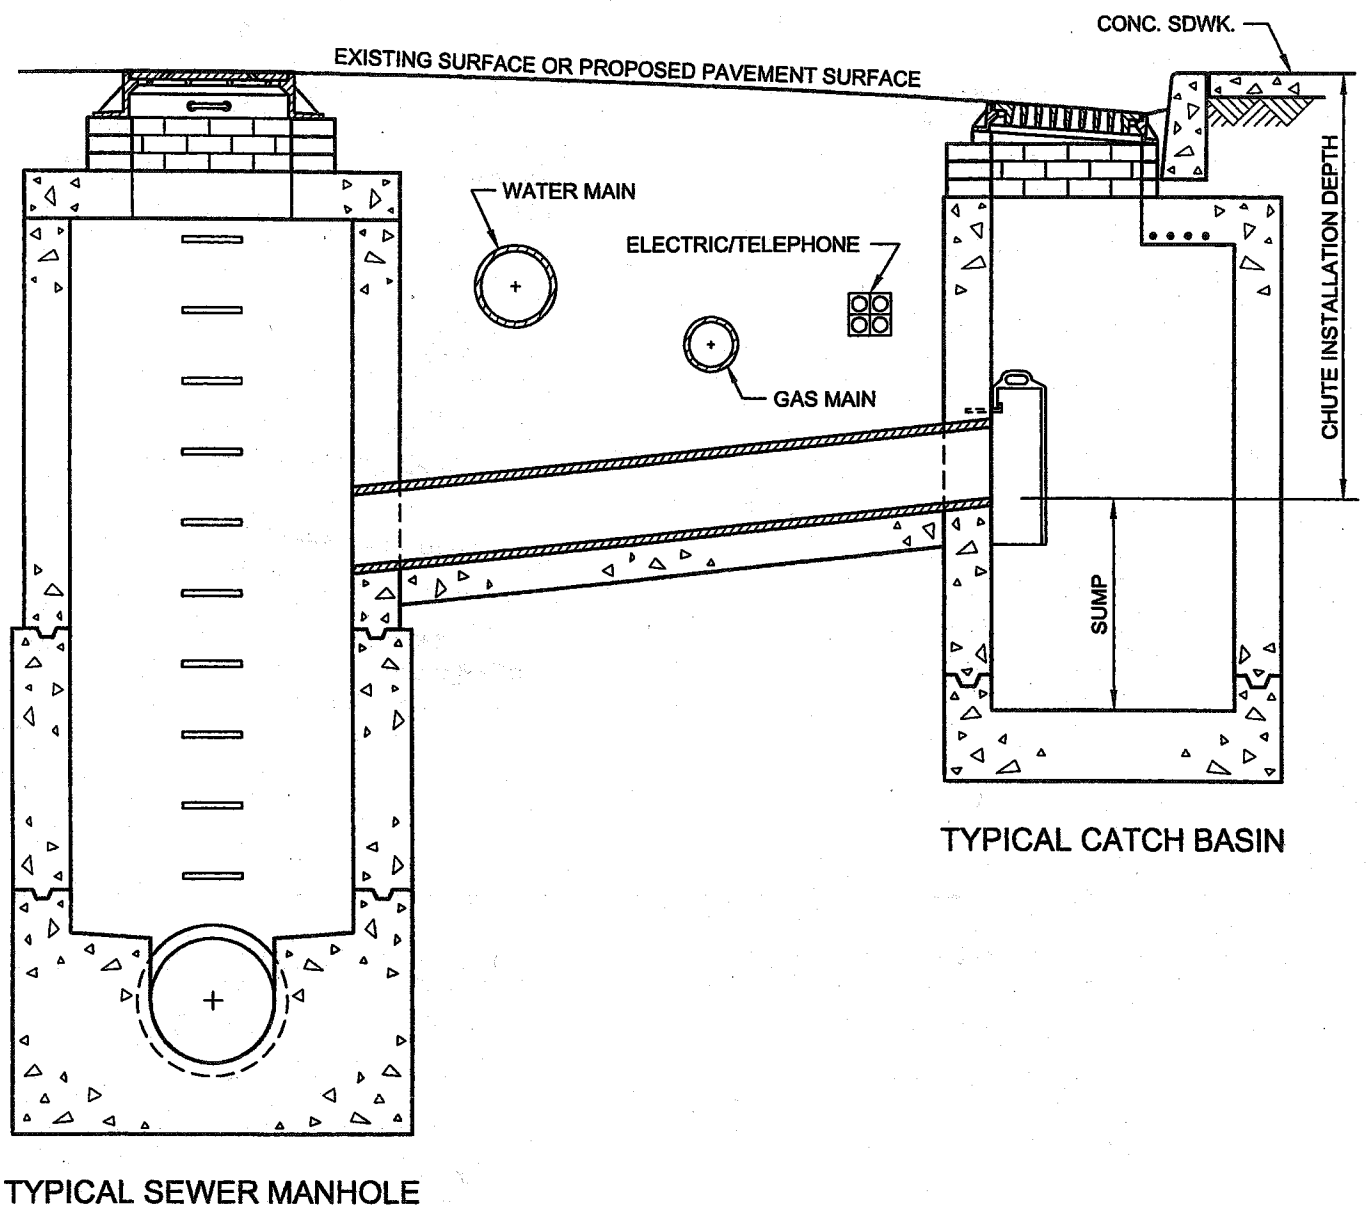 CONC. SDWK.
EXISTING SURFACE OR PROPOSED PAVEMENT SURFACE
WATER MAIN
ELECTRIC/TELEPHONE
GAS MAIN
CHUTE INSTALLATION DEPTH
SUMP
TYPICAL CATCH BASIN
TYPICAL SEWER MANHOLE